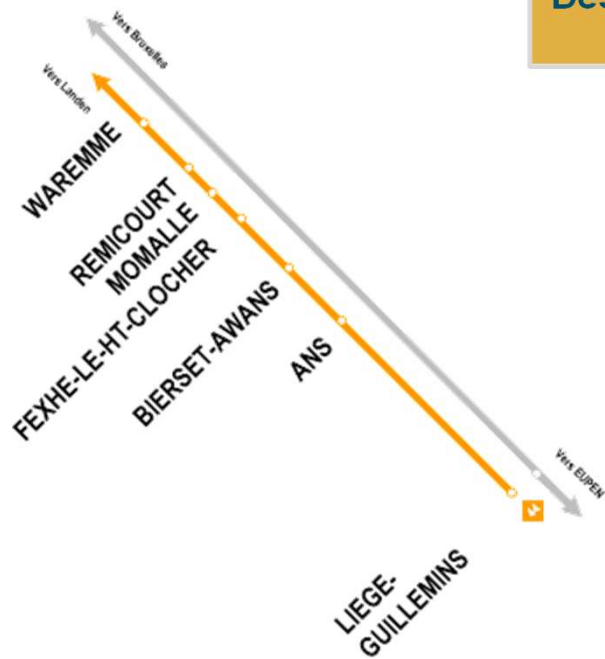 Vers Bruxelles
Vers Landen
WAREMME
REMICOURT
MOMALLE
FEXHE-LE-HT-CLOCHER
BIERSET-AWANS
ANS
Vers EUPEN
LIEGE-
GUILLEMINS